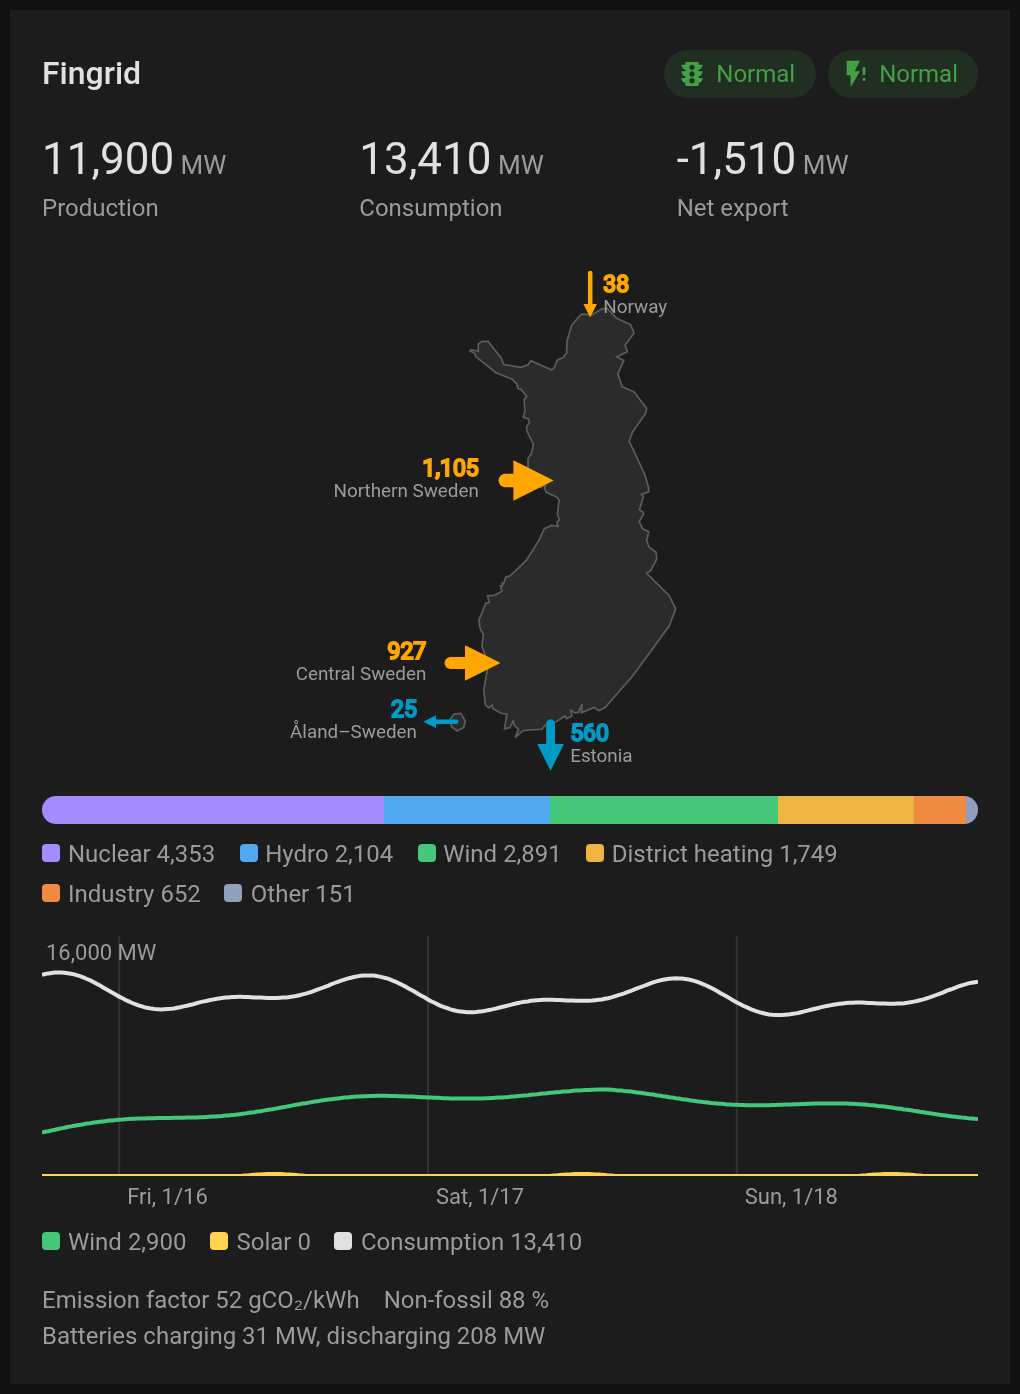 Fingrid
Normal
Normal
11,900 MW
13,410 MW
-1,510 MW
Production
Consumption
Net export
38
Norway
1,105
Northern Sweden
927
Central Sweden
25
Åland–Sweden
560
Estonia
Nuclear 4,353 Hydro 2,104 Wind 2,891 District heating 1,749
Industry 652 Other 151
16,000 MW
Fri, 1/16
Sat, 1/17
Sun, 1/18
Wind 2,900 Solar 0 Consumption 13,410
Emission factor 52 gCO₂/kWh Non-fossil 88 %
Batteries charging 31 MW, discharging 208 MW